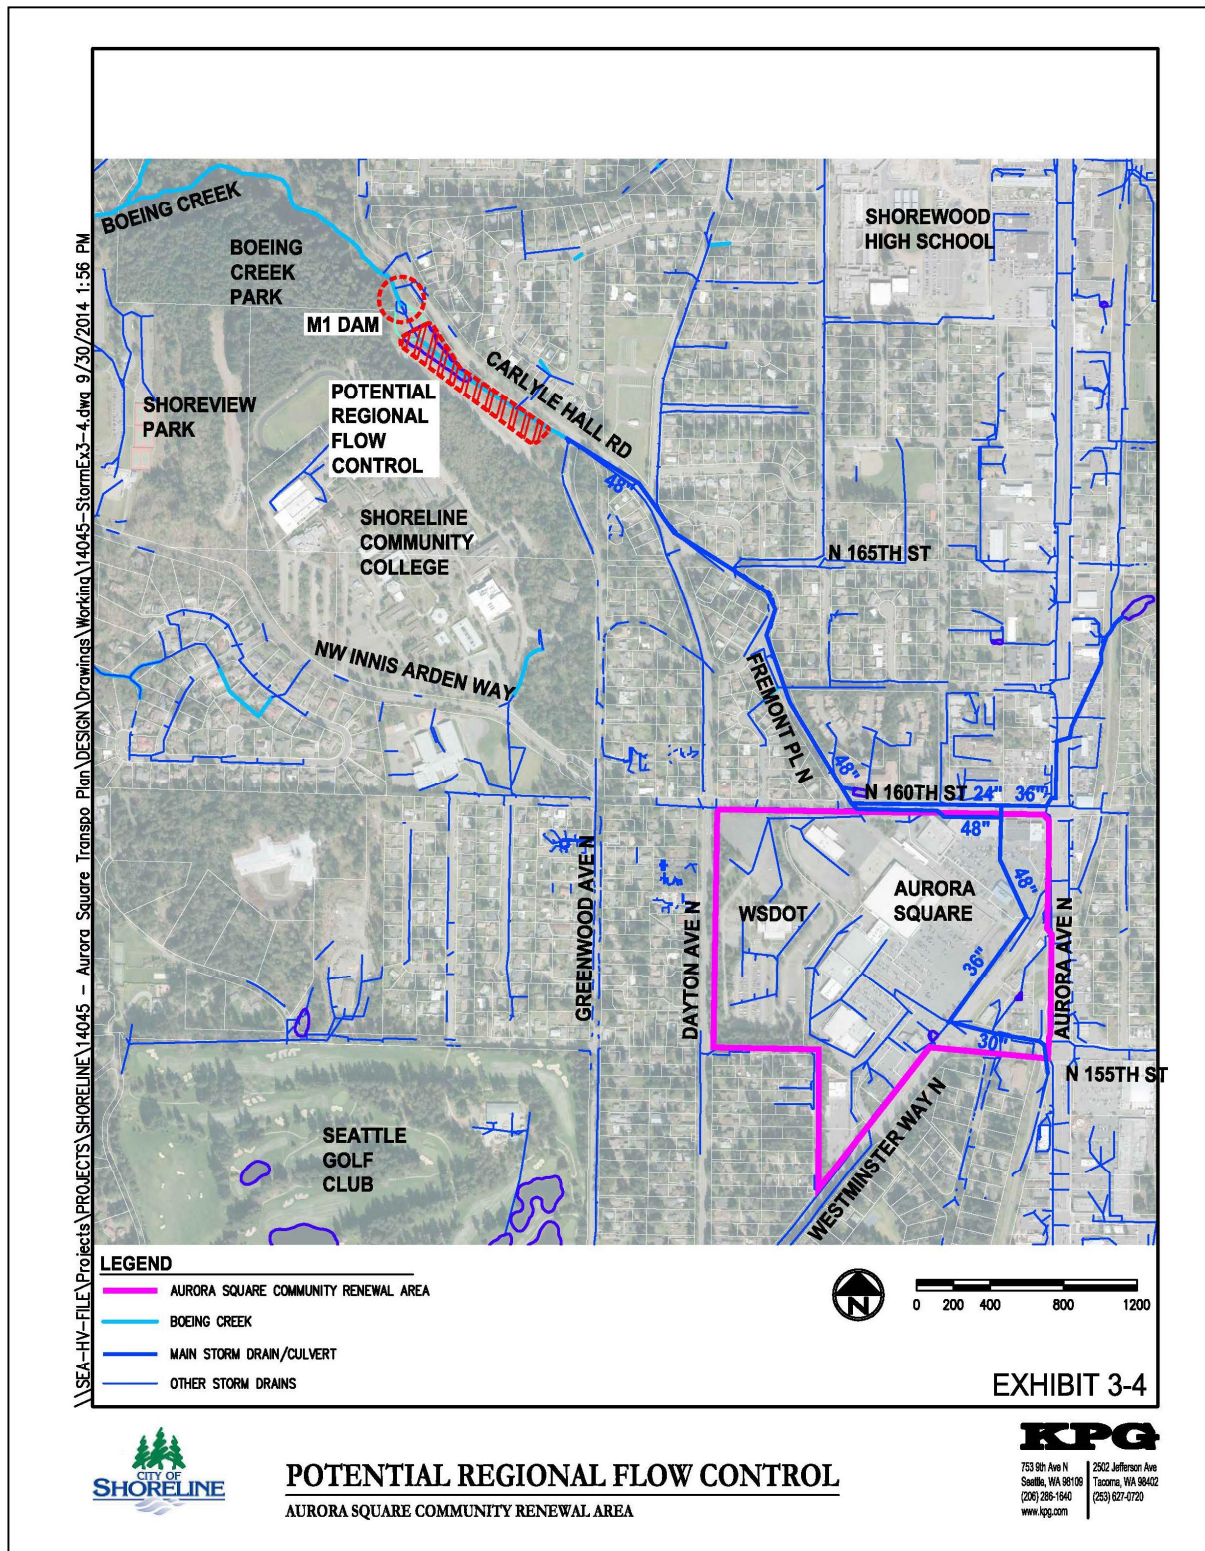 \\SEA-HV-FILE\Projects\PROJECTS\SHORELINE\14045 - Aurora Square Transpo Plan\DESIGN\Drawings\Working\14045-StormEx3-4.dwg 9/30/2014 1:56 PM
BOEING CREEK
BOEING
CREEK
PARK
SHOREWOOD
HIGH SCHOOL
M1 DAM
CARLYLE HALL RD
SHOREVIEW
PARK
POTENTIAL
REGIONAL
FLOW
CONTROL
48"
SHORELINE
COMMUNITY
COLLEGE
N 165TH ST
NW INNIS ARDEN WAY
FREMONT PL N
48"
N 160TH ST
24"
36"
48"
48"
GREENWOOD AVE N
DAYTON AVE N
WSDOT
AURORA
SQUARE
36"
AURORA AVE N
30"
N 155TH ST
WESTMINSTER WAY N
SEATTLE
GOLF
CLUB
LEGEND
AURORA SQUARE COMMUNITY RENEWAL AREA
BOEING CREEK
MAIN STORM DRAIN/CULVERT
OTHER STORM DRAINS
N
0 200 400 800 1200
EXHIBIT 3-4
CITY OF
SHORELINE
POTENTIAL REGIONAL FLOW CONTROL
AURORA SQUARE COMMUNITY RENEWAL AREA
KPG
753 9th Ave N
Seattle, WA 98109
(206) 286-1640
www.kpg.com
2502 Jefferson Ave
Tacoma, WA 98402
(253) 627-0720